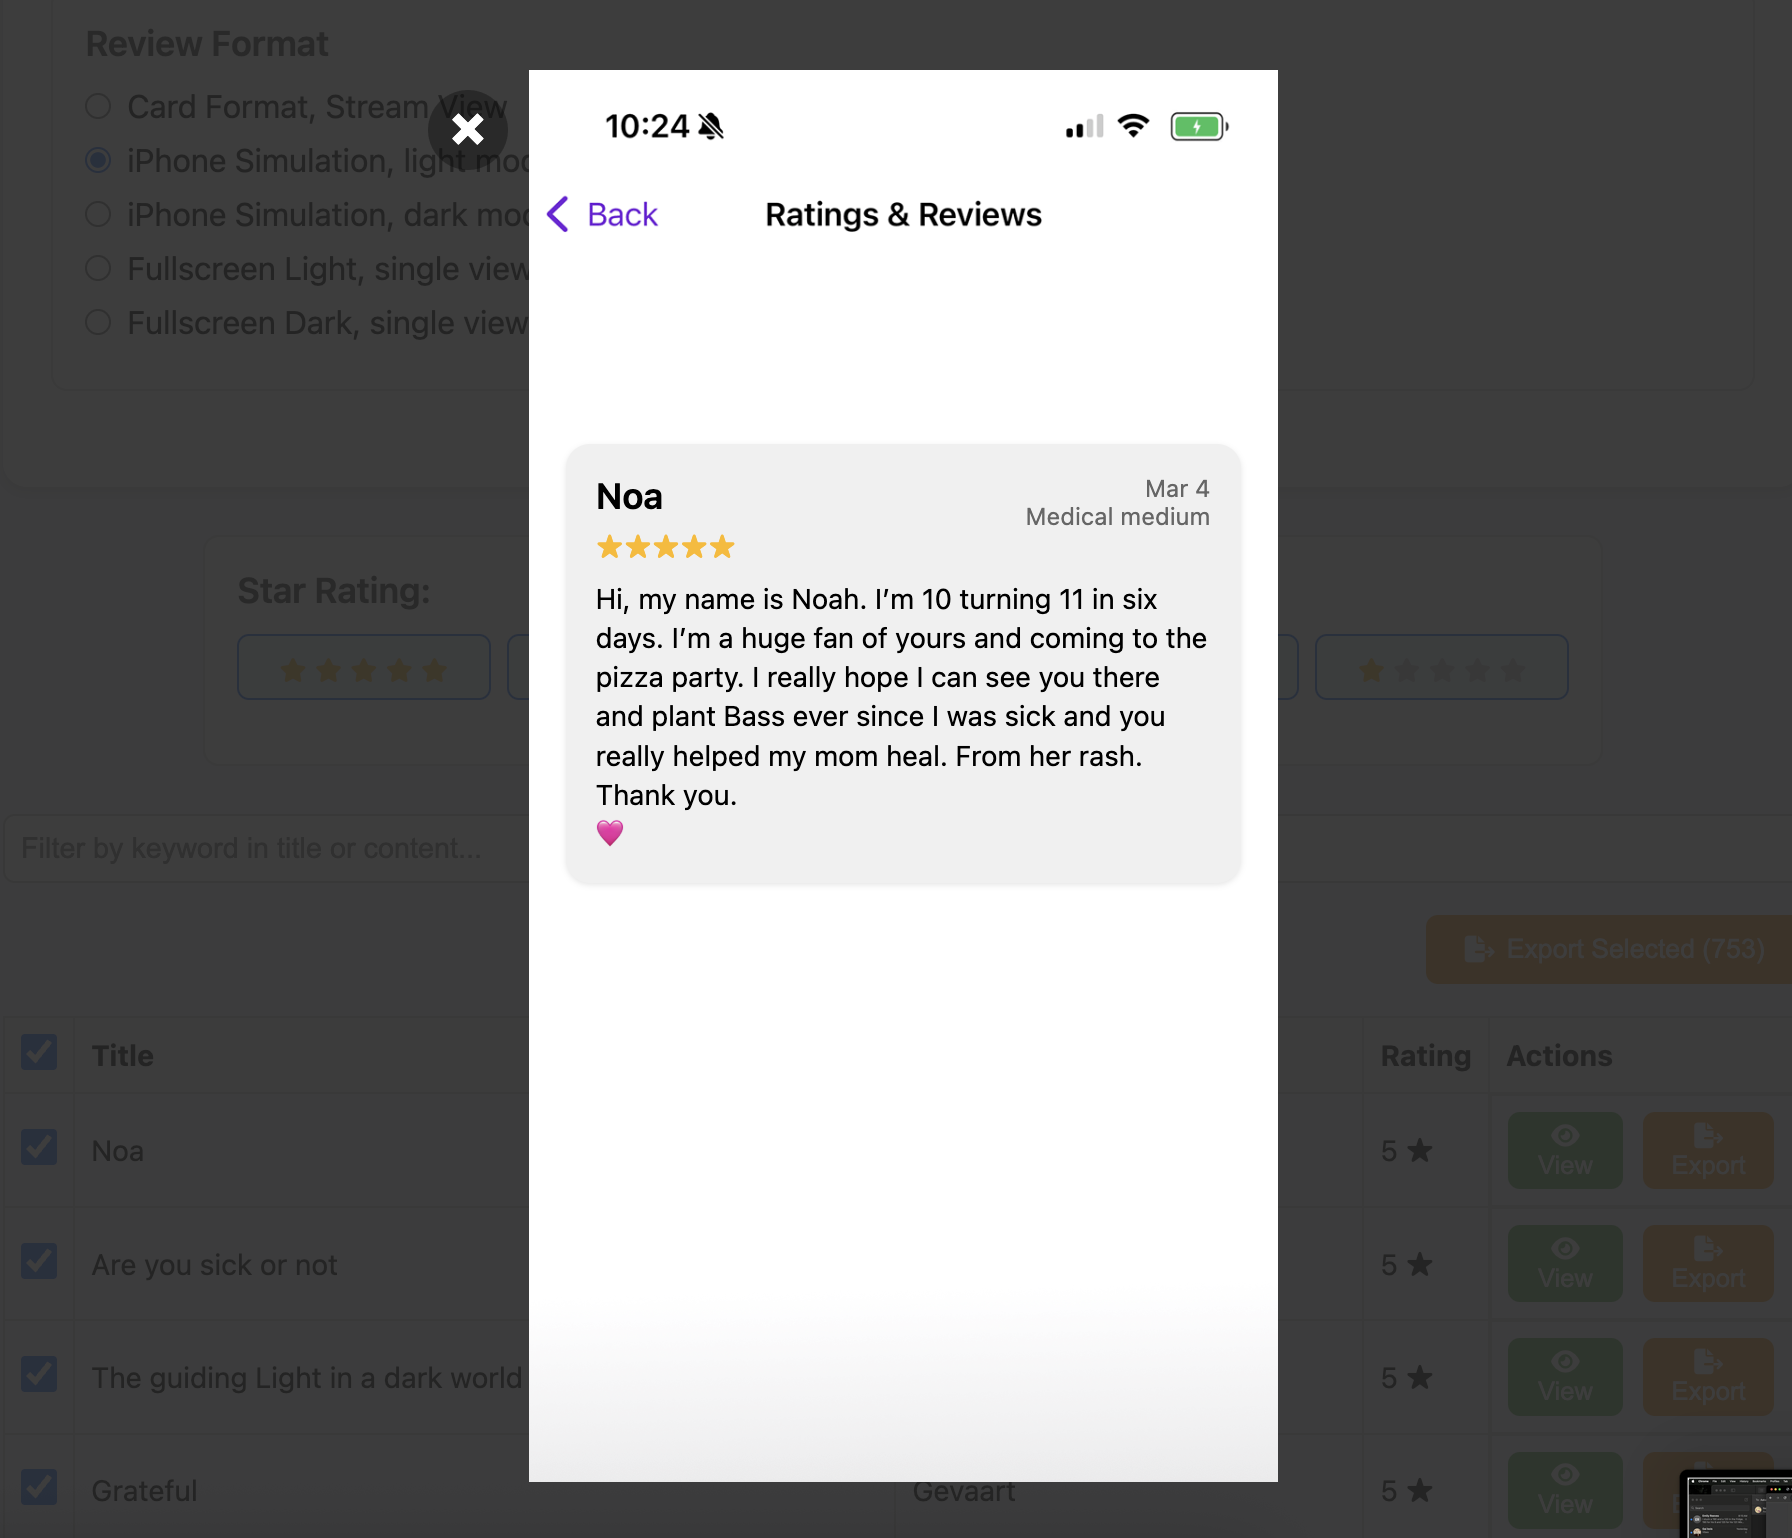 Review Format
Card Format, Stream View
iPhone Simulation, light
iPhone Simulation, dark
Fullscreen Light, single view
Fullscreen Dark, single view
10:24
Back
Ratings & Reviews
Noa
Mar 4
Medical medium
Hi, my name is Noah. I’m 10 turning 11 in six
days. I’m a huge fan of yours and coming to the
pizza party. I really hope I can see you there
and plant Bass ever since I was sick and you
really helped my mom heal. From her rash.
Thank you.
Star Rating:
Filter by keyword in title or content...
Export Selected (753)
Title
Rating
Actions
Noa
5
View
Export
Are you sick or not
5
View
Export
The guiding Light in a dark world
5
View
Export
Grateful
Gevaart
5
View